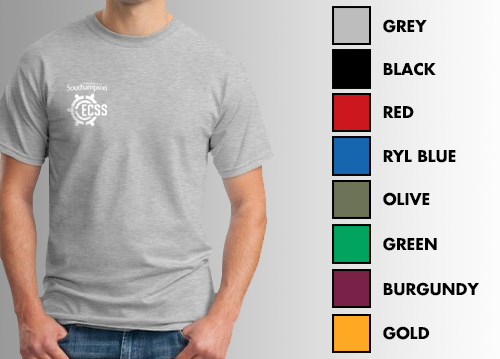 Southampton
ECSS
GREY
BLACK
RED
RYL BLUE
OLIVE
GREEN
BURGUNDY
GOLD